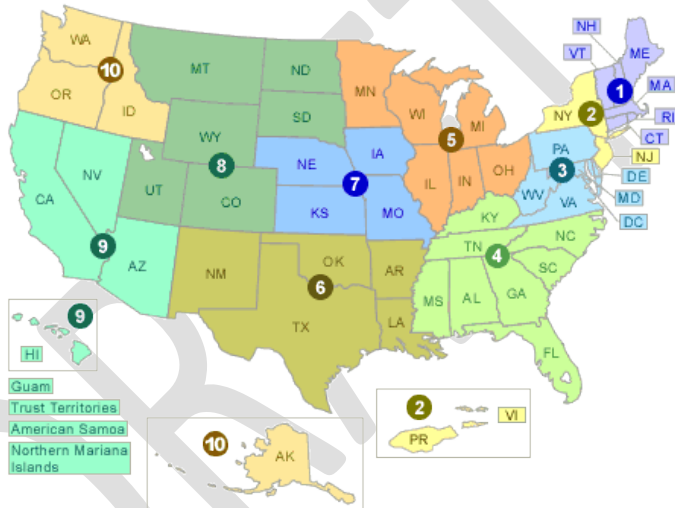 NH
VT
ME
MA
RI
CT
WA
MT
ND
MN
10
OR
ID
SD
WI
MI
NY
2
1
5
NJ
WY
8
NE
IA
PA
3
DE
MD
DC
NV
UT
CO
7
IL
IN
OH
WV
VA
CA
KS
MO
KY
9
AZ
NM
OK
6
AR
TN
4
NC
SC
TX
LA
MS
AL
GA
FL
9
HI
Guam
Trust Territories
American Samoa
Northern Mariana
Islands
10
AK
2
VI
PR